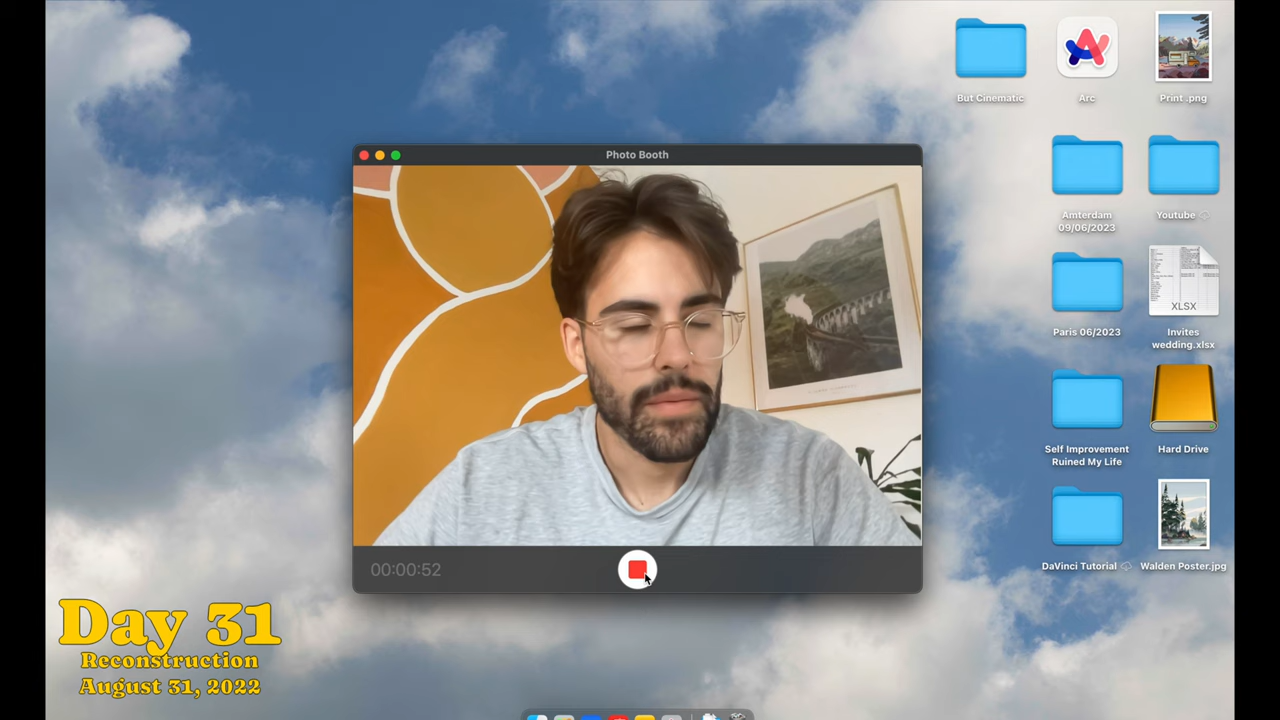 But Cinematic
Arc
Print .png
Photo Booth
Amterdam
09/06/2023
Youtube
Paris 06/2023
XLSX
Invites
wedding.xlsx
Self Improvement
Ruined My Life
Hard Drive
DaVinci Tutorial
Walden Poster.jpg
00:00:52
Day 31
Reconstruction
August 31, 2022